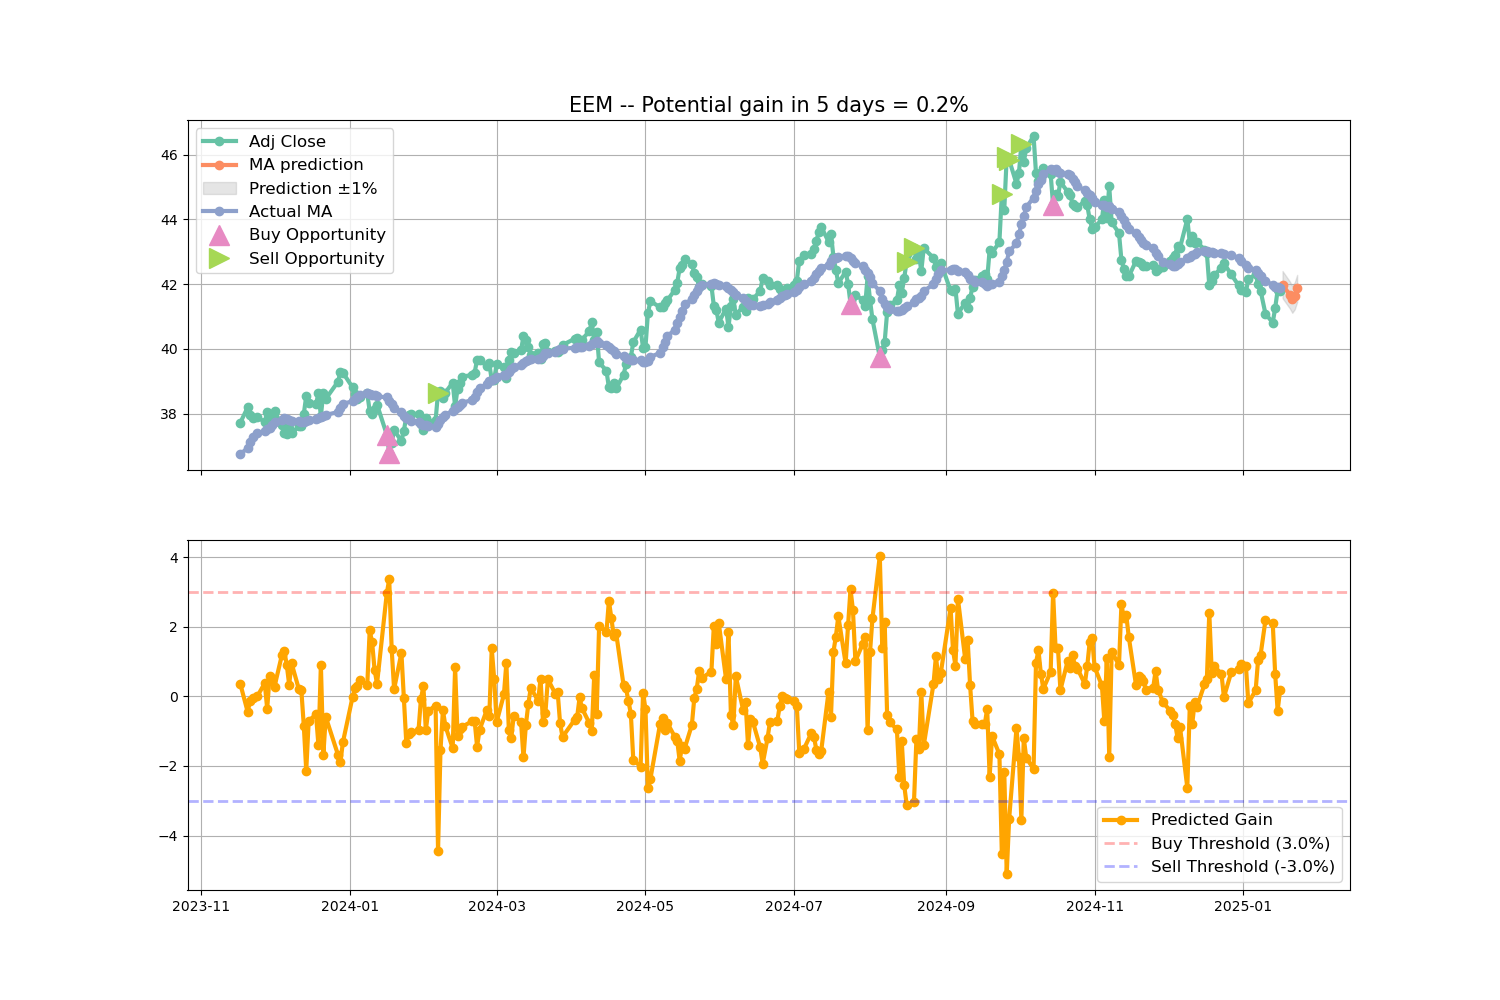 EEM -- Potential gain in 5 days = 0.2%
Adj Close
MA prediction
Prediction ±1%
Actual MA
Buy Opportunity
Sell Opportunity
46
44
42
40
38
4
2
0
−2
−4
Predicted Gain
Buy Threshold (3.0%)
Sell Threshold (-3.0%)
2023-11 2024-01 2024-03 2024-05 2024-07 2024-09 2024-11 2025-01